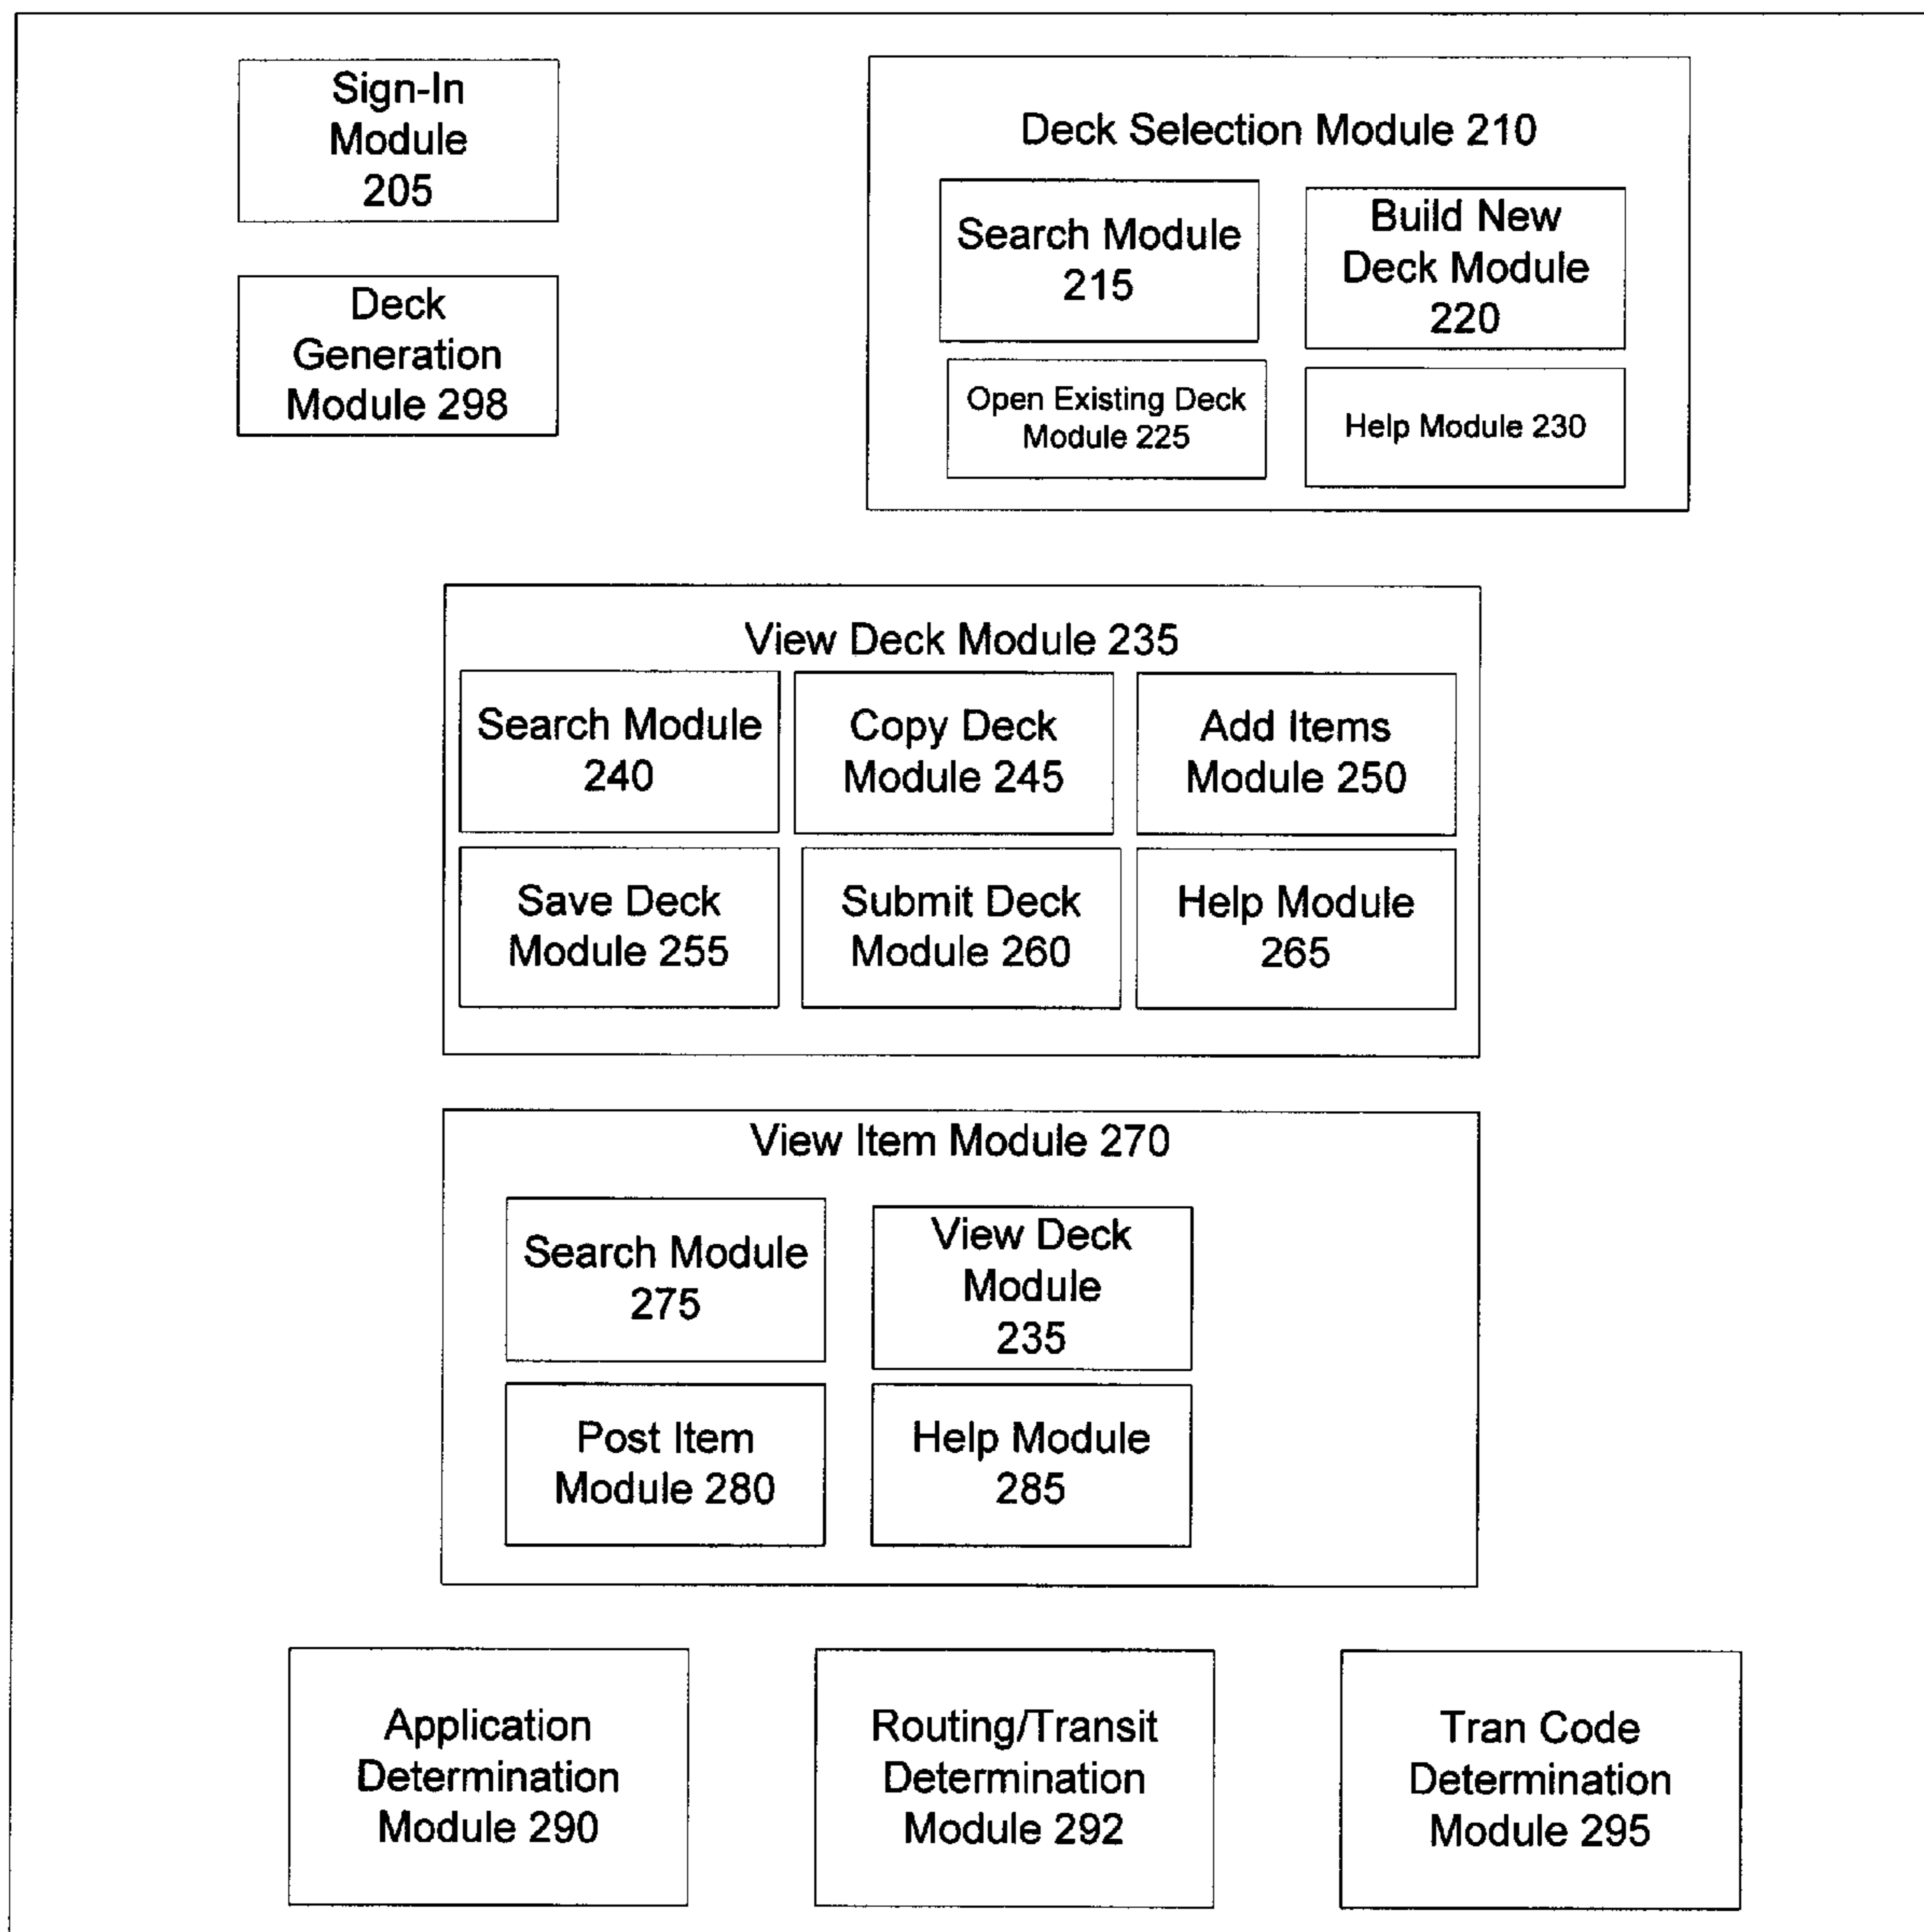 Sign-In
Module
205
Deck
Generation
Module 298
Deck Selection Module 210
Search Module
215
Build New
Deck Module
220
Open Existing Deck
Module 225
Help Module 230
View Deck Module 235
Search Module
240
Copy Deck
Module 245
Add Items
Module 250
Save Deck
Module 255
Submit Deck
Module 260
Help Module
265
View Item Module 270
Search Module
275
View Deck
Module
235
Post Item
Module 280
Help Module
285
Application
Determination
Module 290
Routing/Transit
Determination
Module 292
Tran Code
Determination
Module 295